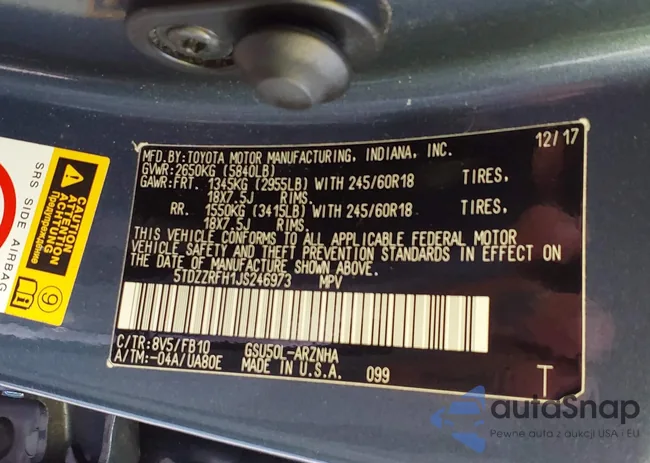 12/17
MFD.BY:TOYOTA MOTOR MANUFACTURING, INDIANA, INC.
GVWR:2650KG (5840LB)
GAWR:FRT. 1345KG (2955LB) WITH 245/60R18 TIRES,
18X7.5J RIMS.
RR. 1550KG (3415LB) WITH 245/60R18 TIRES,
18X7.5J RIMS.
THIS VEHICLE CONFORMS TO ALL APPLICABLE FEDERAL MOTOR
VEHICLE SAFETY AND THEFT PREVENTION STANDARDS IN EFFECT ON
THE DATE OF MANUFACTURE SHOWN ABOVE.
5TDZZRFH1JS246973 MPV
C/TR:8V5/FB10 GSU50L-ARZNHA
A/TM:-04A/UA80E MADE IN U.S.A. 099
T
CAUTION
ATTENTION
ACHTUNG
Предупреждение
SRS SIDE AIRBAG
9
autoSnap
Pewne auta z aukcji USA i EU